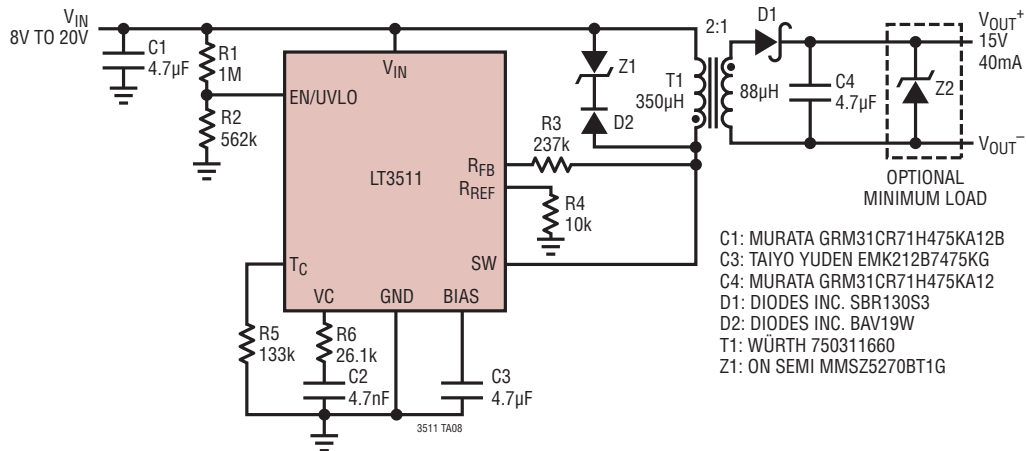 VIN
8V TO 20V
C1
4.7µF
R1
1M
R2
562k
VIN
EN/UVLO
LT3511
RFB
RREF
SW
TC
VC
GND
BIAS
Z1
D2
R3
237k
R4
10k
T1
350µH
2:1
88µH
D1
C4
4.7µF
Z2
VOUT+
15V
40mA
VOUT–
OPTIONAL
MINIMUM LOAD
R5
133k
R6
26.1k
C2
4.7nF
C3
4.7µF
3511 TA08
C1: MURATA GRM31CR71H475KA12B
C3: TAIYO YUDEN EMK212B7475KG
C4: MURATA GRM31CR71H475KA12
D1: DIODES INC. SBR130S3
D2: DIODES INC. BAV19W
T1: WÜRTH 750311660
Z1: ON SEMI MMSZ5270BT1G